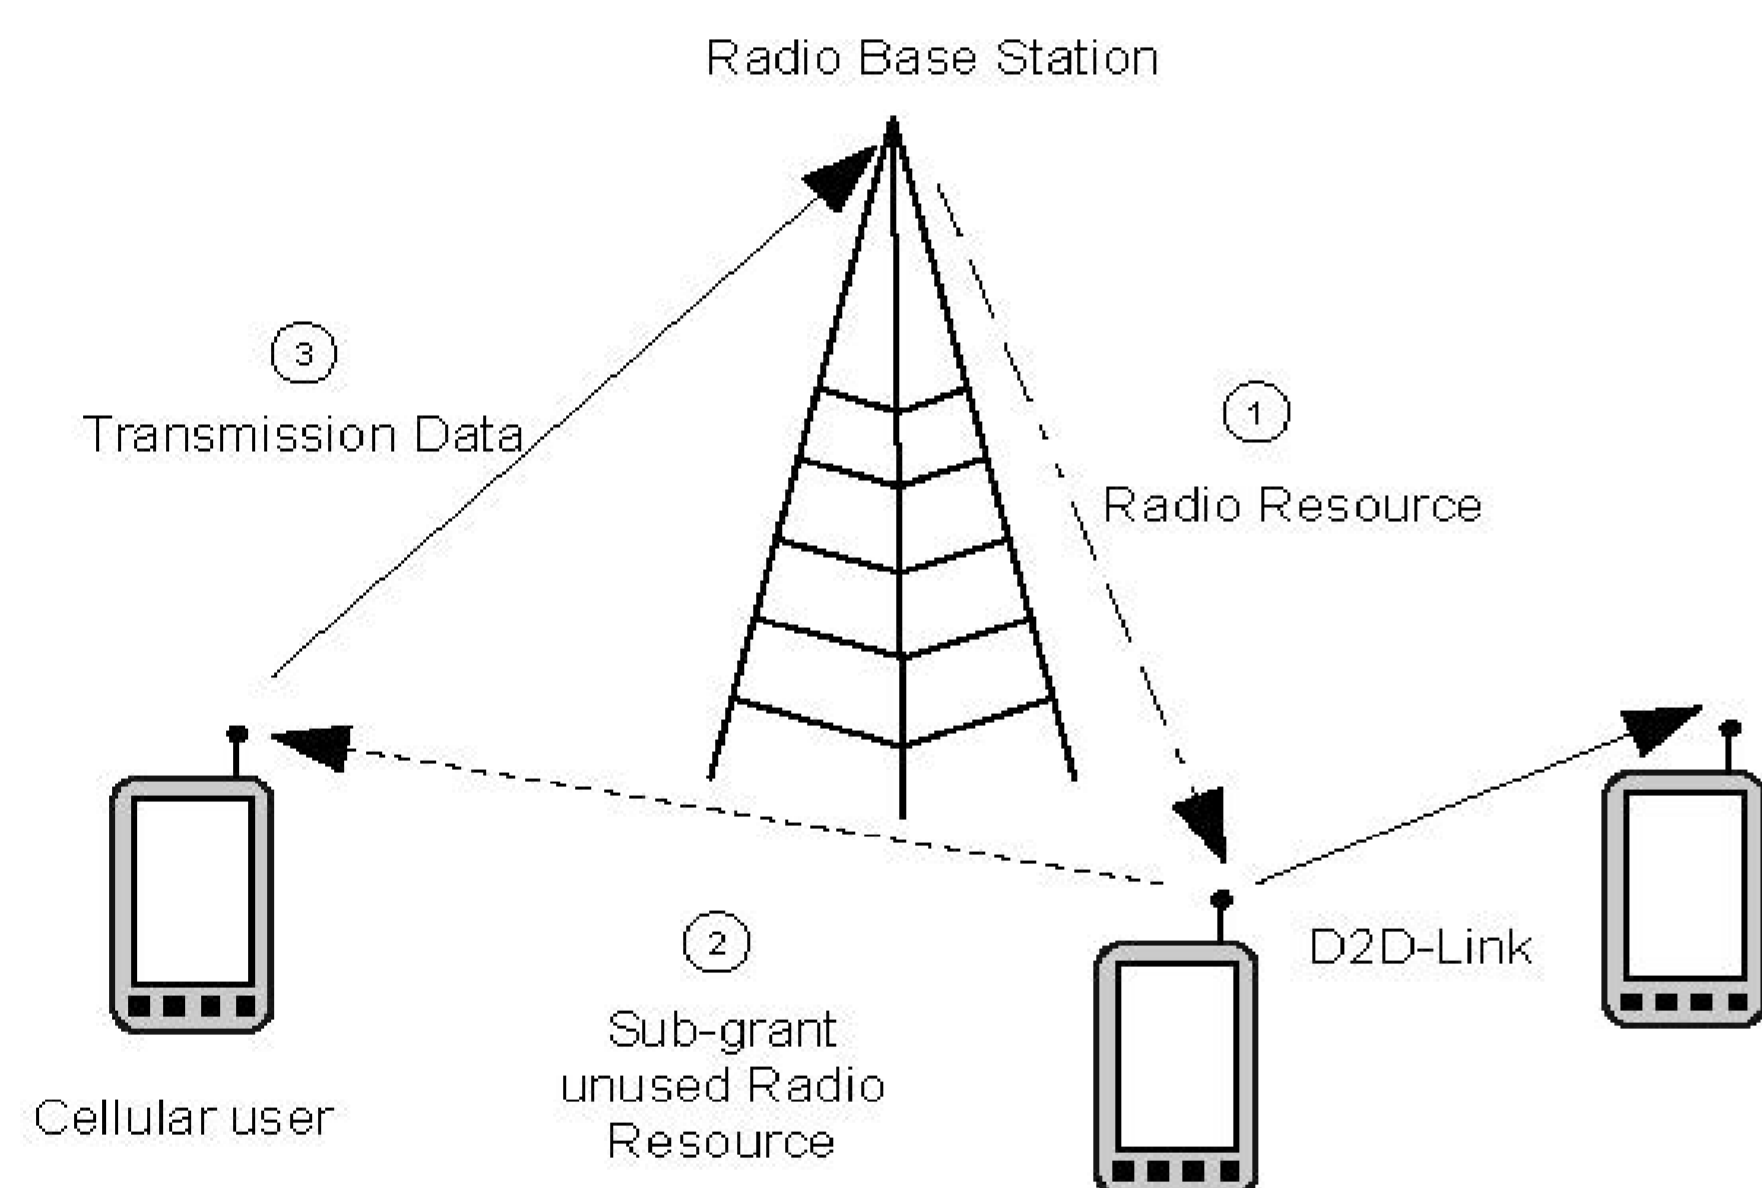 Radio Base Station
3
Transmission Data
1
Radio Resource
D2D-Link
2
Sub-grant
unused Radio
Resource
Cellular user